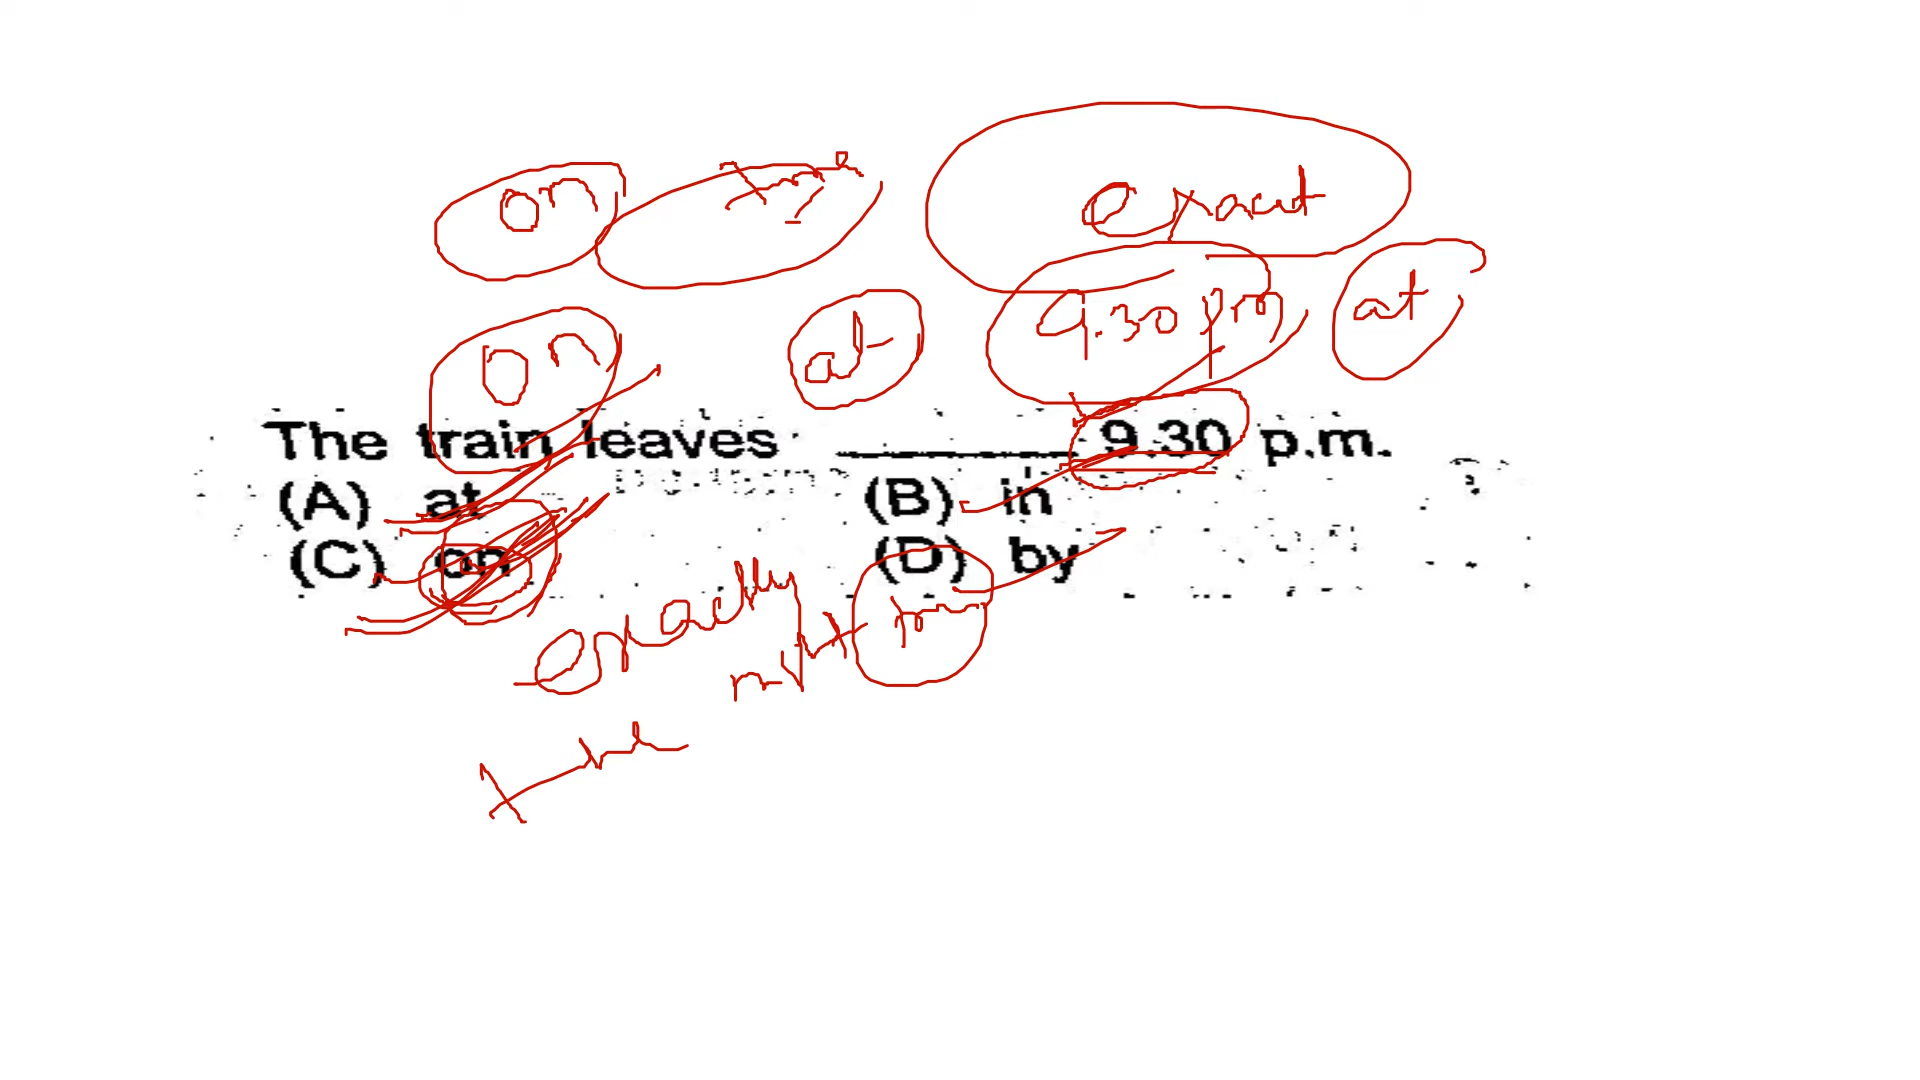 on time exact
9.30 pm at
on at
The train leaves ________ 9.30 p.m.
(A) at (B) in
(C) on (D) by
exactly